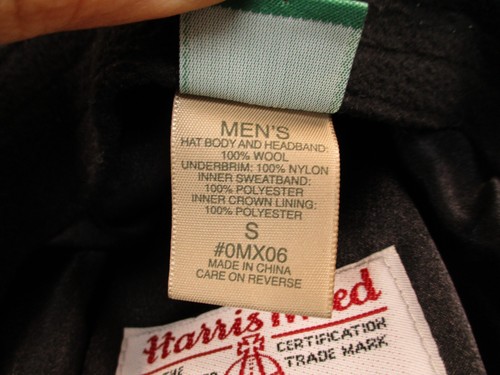 MEN'S
HAT BODY AND HEADBAND:
100% WOOL
UNDERBRIM: 100% NYLON
INNER SWEATBAND:
100% POLYESTER
INNER CROWN LINING:
100% POLYESTER
S
#0MX06
MADE IN CHINA
CARE ON REVERSE
Harris
THE CERTIFICATION
TRADE MARK